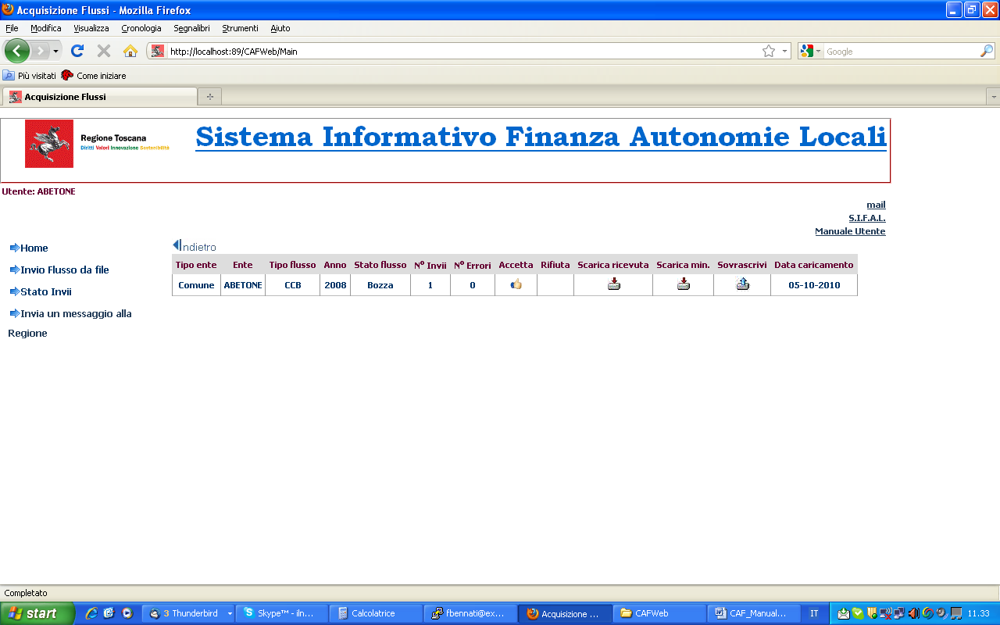 Acquisizione Flussi - Mozilla Firefox
File Modifica Visualizza Cronologia Segnalibri Strumenti Aiuto
http://localhost:89/CAFWeb/Main
Google
Più visitati Come iniziare
Acquisizione Flussi
Regione Toscana
Diritti Valori Innovazione Sostenibilità
Sistema Informativo Finanza Autonomie Locali
Utente: ABETONE
mail
S.I.F.A.L.
Manuale Utente
Home
Invio Flusso da file
Stato Invii
Invia un messaggio alla
Regione
Indietro
Tipo ente Ente Tipo flusso Anno Stato flusso Nº Invii Nº Errori Accetta Rifiuta Scarica ricevuta Scarica min. Sovrascrivi Data caricamento
Comune ABETONE CCB 2008 Bozza 1 0 05-10-2010
Completato
start 3 Thunderbird Skype™ - iln... Calcolatrice fbennati@ex... Acquisizione ... CAFWeb CAF_Manual... IT 11.33